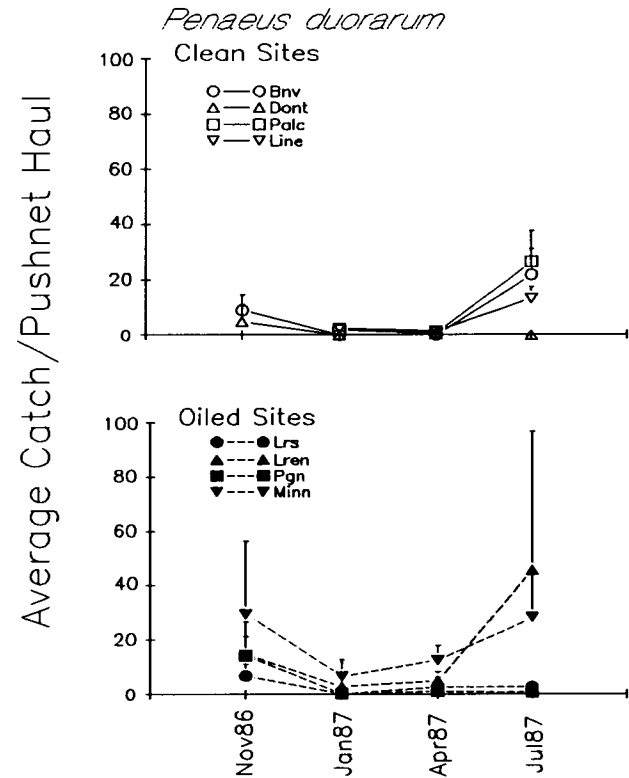 Penaeus duorarum
Clean Sites
Bnv
Dont
Palc
Line
100
80
60
40
20
0
Average Catch/Pushnet Haul
Oiled Sites
Lrs
Lren
Pgn
Minn
100
80
60
40
20
0
Nov86
Jan87
Apr87
Jul87